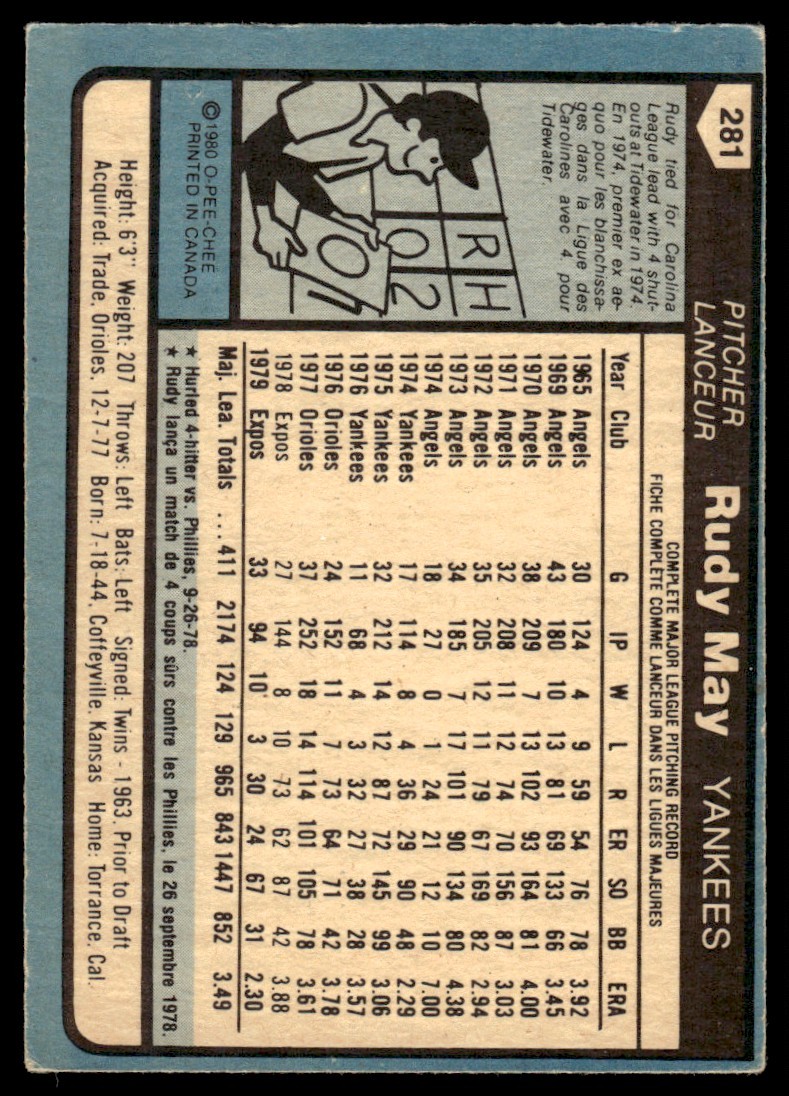 281
PITCHER
LANCEUR
Rudy May YANKEES
Rudy tied for Carolina
League lead with 4 shut-
outs at Tidewater in 1974.
En 1974, premier ex ae-
quo pour les blanchissa-
ges dans la Ligue des
Carolines avec 4, pour
Tidewater.
R H
0 2
0
© 1980 O-PEE-CHEE
PRINTED IN CANADA
COMPLETE MAJOR LEAGUE PITCHING RECORD
FICHE COMPLETE COMME LANCEUR DANS LES LIGUES MAJEURES
Year Club G IP W L R ER SO BB ERA
1965 Angels 30 124 4 9 59 54 76 78 3.92
1969 Angels 43 180 10 13 81 69 133 66 3.45
1970 Angels 38 209 7 13 102 93 164 81 4.00
1971 Angels 32 208 11 12 74 70 156 87 3.03
1972 Angels 35 205 12 11 79 67 169 82 2.94
1973 Angels 34 185 7 17 101 90 134 80 4.38
1974 Angels 18 27 0 1 24 21 12 10 7.00
1974 Yankees 17 114 8 4 36 29 90 48 2.29
1975 Yankees 32 212 14 12 87 72 145 99 3.06
1976 Yankees 11 68 4 3 32 27 38 28 3.57
1976 Orioles 24 152 11 7 73 64 71 42 3.78
1977 Orioles 37 252 18 14 114 101 105 78 3.61
1978 Expos 27 144 8 10 73 62 87 42 3.88
1979 Expos 33 94 10 3 30 24 67 31 2.30
Maj. Lea. Totals ... 411 2174 124 129 965 843 1447 852 3.49
★ Hurled 4-hitter vs. Phillies, 9-26-78.
★ Rudy lança un match de 4 coups sûrs contre les Phillies, le 26 septembre 1978.
Height: 6'3" Weight: 207 Throws: Left Bats: Left Signed: Twins - 1963, Prior to Draft
Acquired: Trade, Orioles, 12-7-77 Born: 7-18-44, Coffeyville, Kansas Home: Torrance, Cal.